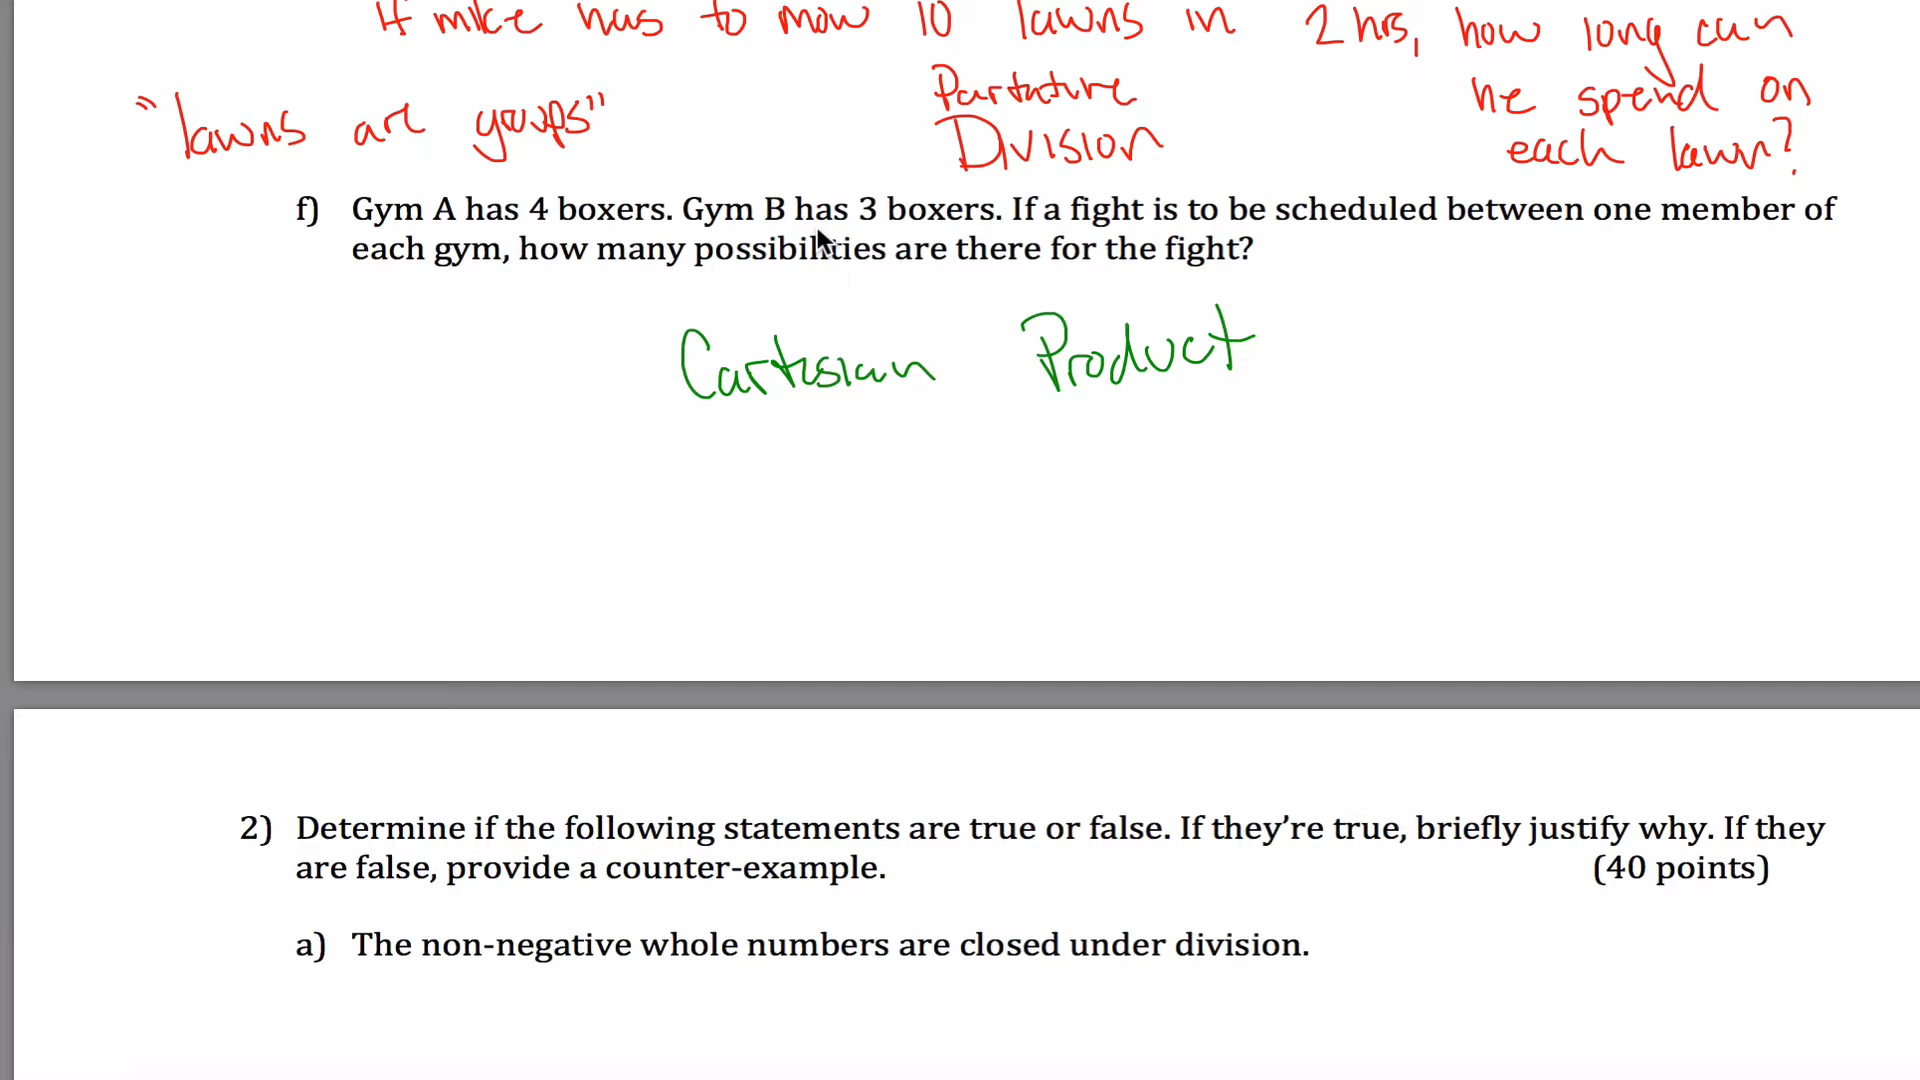 If mike has to mow 10 lawns in 2 hrs, how long can
he spend on
each lawn?
"lawns are groups"
Partative
Division
f) Gym A has 4 boxers. Gym B has 3 boxers. If a fight is to be scheduled between one member of
each gym, how many possibilities are there for the fight?
Cartesian Product
2) Determine if the following statements are true or false. If they're true, briefly justify why. If they
are false, provide a counter-example. (40 points)
a) The non-negative whole numbers are closed under division.